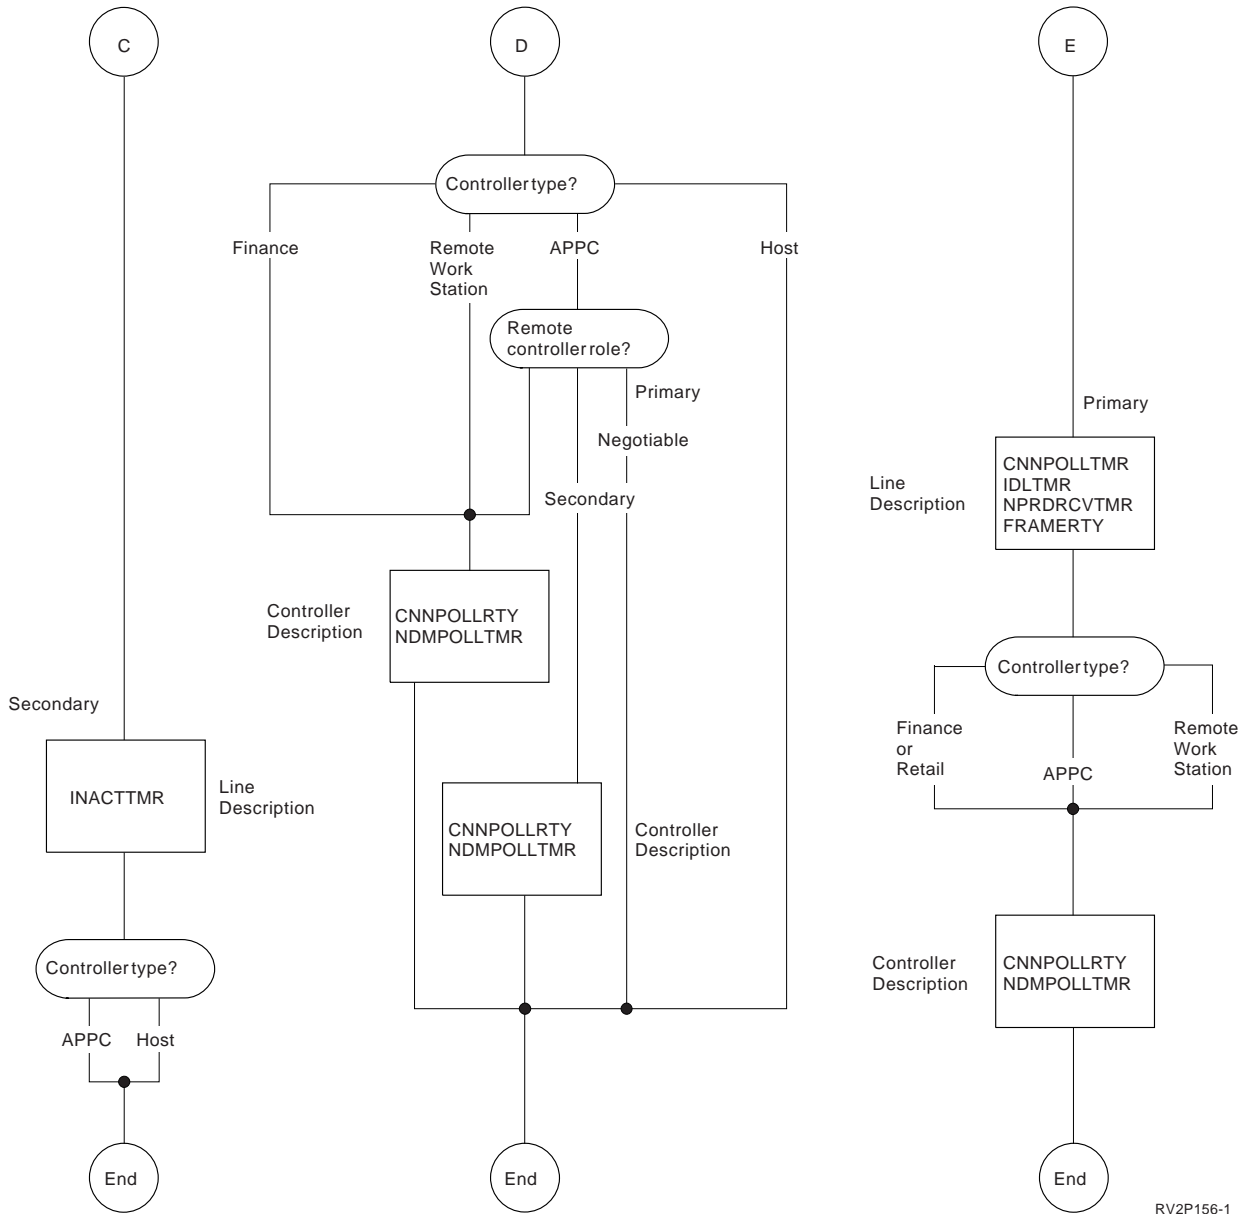 C
Secondary
INACTTMR
Line
Description
Controller type?
APPC
Host
End
D
Controller type?
Finance
Remote
Work
Station
APPC
Host
Remote
controller role?
Primary
Negotiable
Secondary
Controller
Description
CNNPOLLRTY
NDMPOLLTMR
CNNPOLLRTY
NDMPOLLTMR
Controller
Description
End
E
Primary
Line
Description
CNNPOLLTMR
IDLTMR
NPRDRCVTMR
FRAMERTY
Controller type?
Finance
or
Retail
APPC
Remote
Work
Station
Controller
Description
CNNPOLLRTY
NDMPOLLTMR
End
RV2P156-1